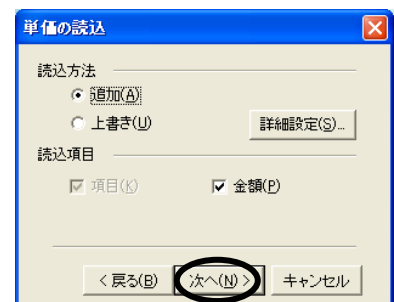 単価の読込
読込方法
追加(A)
上書き(U) 詳細設定(S)...
読込項目
項目(K) 金額(P)
< 戻る(B) 次へ(N) > キャンセル